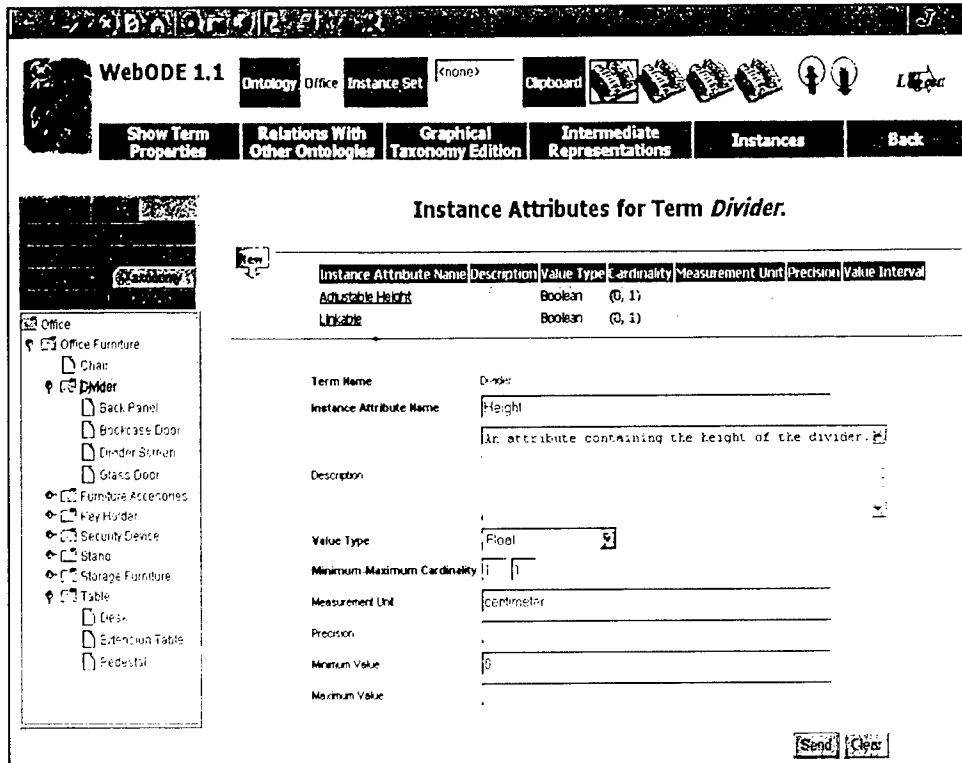 WebODE 1.1
Ontology Office Instance Set <none> Clipboard
Show Term Properties
Relations With Other Ontologies
Graphical Taxonomy Edition
Intermediate Representations
Instances
Back
Instance Attributes for Term Divider.
New
Instance Attribute Name Description Value Type Cardinality Measurement Unit Precision Value Interval
Adjustable Height Boolean (0, 1)
Linkable Boolean (0, 1)
Office
Office Furniture
Chair
Divider
Back Panel
Bookcase Door
Divider Screen
Glass Door
Furniture Accesories
Key Holder
Security Device
Stand
Storage Furniture
Table
Desk
Extension Table
Pedestal
Term Name Divider
Instance Attribute Name Height
An attribute containing the height of the divider.
Description
Value Type Float
Minimum-Maximum Cardinality 1 1
Measurement Unit centimeter
Precision
Minimum Value 0
Maximum Value
Send Clear